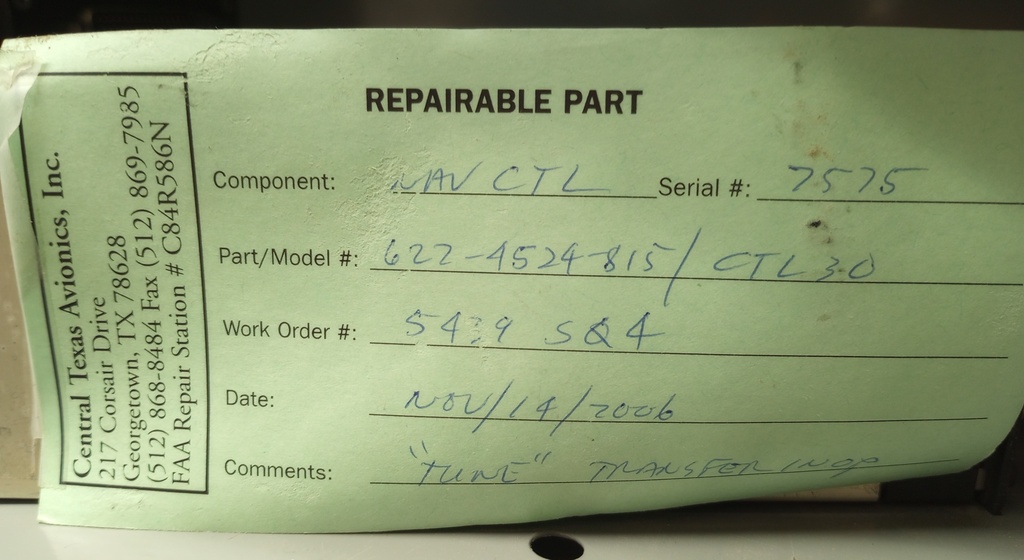 Central Texas Avionics, Inc.
217 Corsair Drive
Georgetown, TX 78628
(512) 868-8484 Fax (512) 869-7985
FAA Repair Station # C84R586N
REPAIRABLE PART
Component: NAV CTL Serial #: 7575
Part/Model #: 622-4524-815/ CTL30
Work Order #: SQ4
Date: NOV/14/2006
Comments: "TUNE" TRANSFER INOP